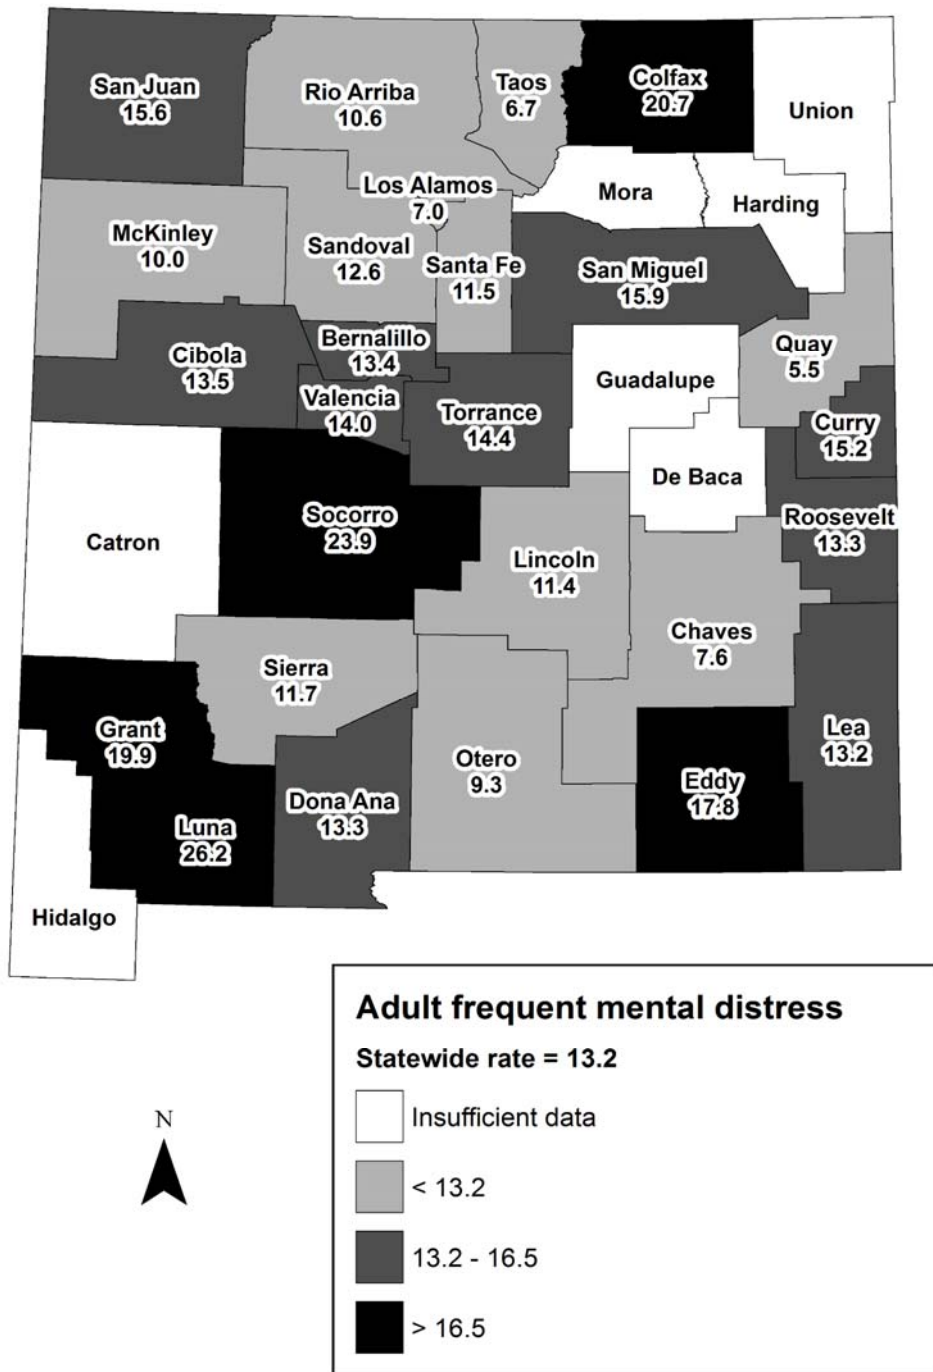 San Juan
15.6
Rio Arriba
10.6
Taos
6.7
Colfax
20.7
Union
Mora
Harding
Los Alamos
7.0
McKinley
10.0
Sandoval
12.6
Santa Fe
11.5
San Miguel
15.9
Quay
5.5
Cibola
13.5
Bernalillo
13.4
Valencia
14.0
Torrance
14.4
Guadalupe
Curry
15.2
De Baca
Catron
Socorro
23.9
Lincoln
11.4
Roosevelt
13.3
Chaves
7.6
Sierra
11.7
Grant
19.9
Otero
9.3
Eddy
17.8
Lea
13.2
Luna
26.2
Dona Ana
13.3
Hidalgo
N
Adult frequent mental distress
Statewide rate = 13.2
Insufficient data
< 13.2
13.2 - 16.5
> 16.5